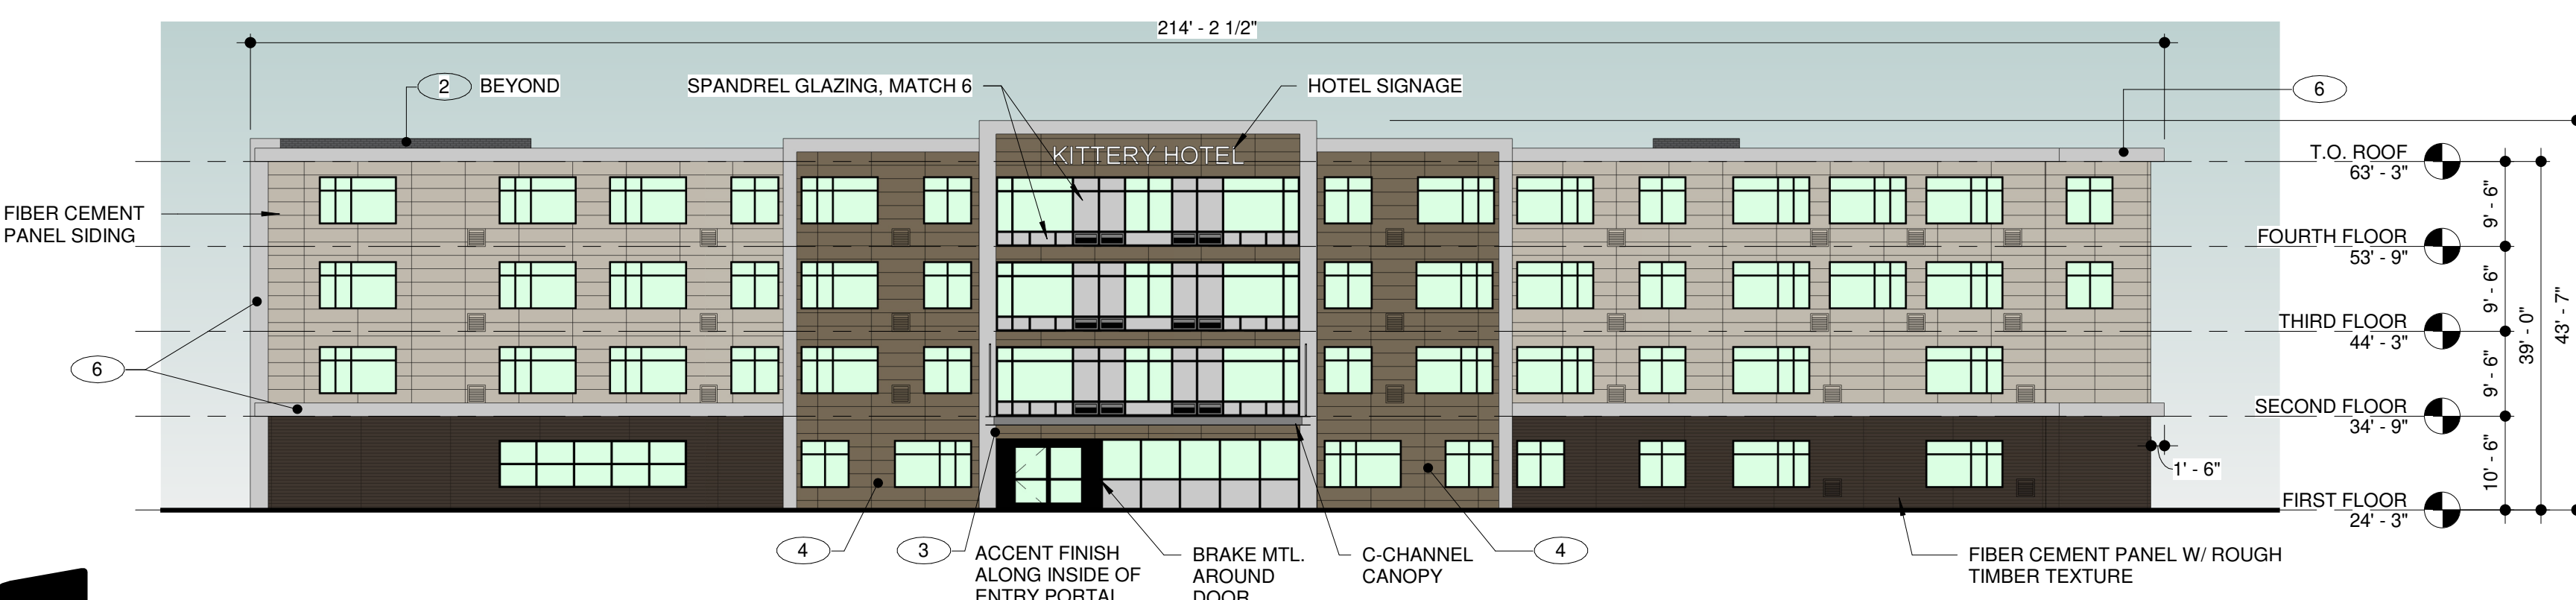 214' - 2 1/2"
2 BEYOND
SPANDREL GLAZING, MATCH 6
HOTEL SIGNAGE
6
KITTERY HOTEL
T.O. ROOF
63' - 3"
FIBER CEMENT
PANEL SIDING
9' - 6"
FOURTH FLOOR
53' - 9"
9' - 6"
THIRD FLOOR
44' - 3"
39' - 0"
43' - 7"
6
9' - 6"
SECOND FLOOR
34' - 9"
1' - 6"
10' - 6"
FIRST FLOOR
24' - 3"
4
3
ACCENT FINISH
ALONG INSIDE OF
ENTRY PORTAL
BRAKE MTL.
AROUND
DOOR
C-CHANNEL
CANOPY
4
FIBER CEMENT PANEL W/ ROUGH
TIMBER TEXTURE